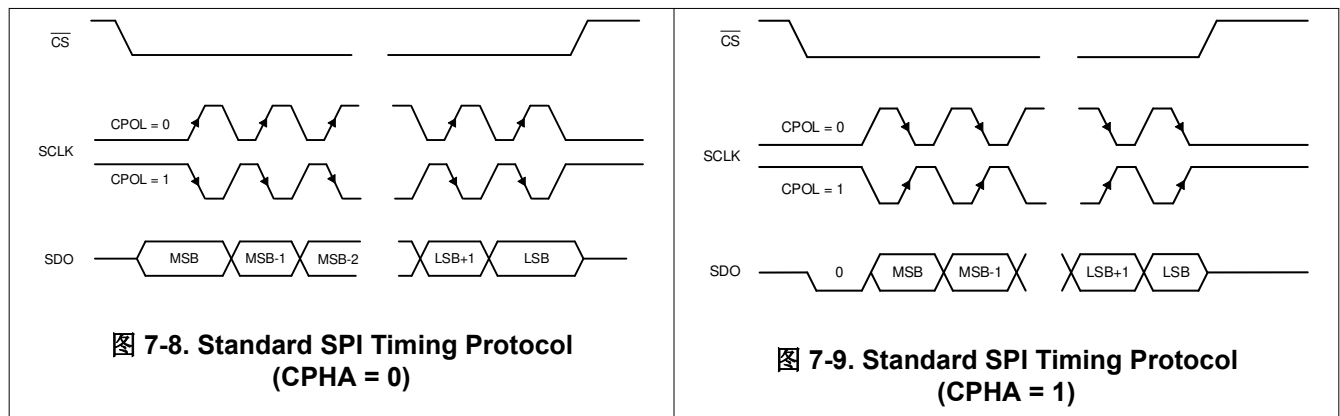 CS
CPOL = 0
SCLK
CPOL = 1
SDO MSB MSB-1 MSB-2 LSB+1 LSB
图 7-8. Standard SPI Timing Protocol
(CPHA = 0)
CS
CPOL = 0
SCLK
CPOL = 1
SDO 0 MSB MSB-1 LSB+1 LSB
图 7-9. Standard SPI Timing Protocol
(CPHA = 1)